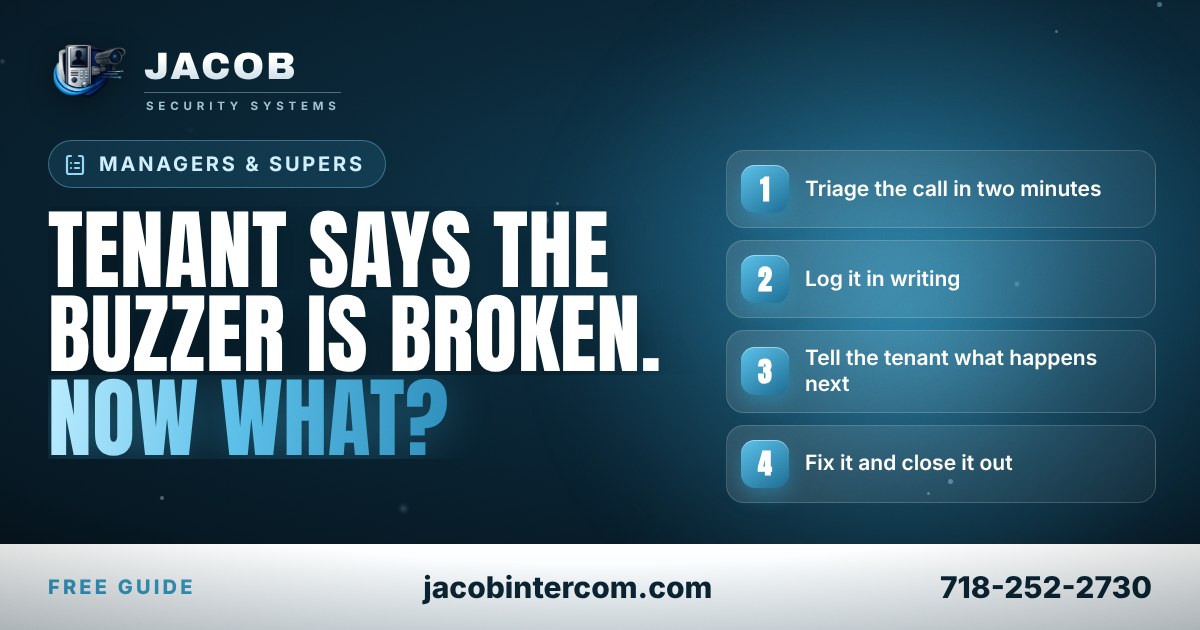 JACOB
SECURITY SYSTEMS
MANAGERS & SUPERS
TENANT SAYS THE
BUZZER IS BROKEN.
NOW WHAT?
1 Triage the call in two minutes
2 Log it in writing
3 Tell the tenant what happens
next
4 Fix it and close it out
FREE GUIDE
jacobintercom.com
718-252-2730